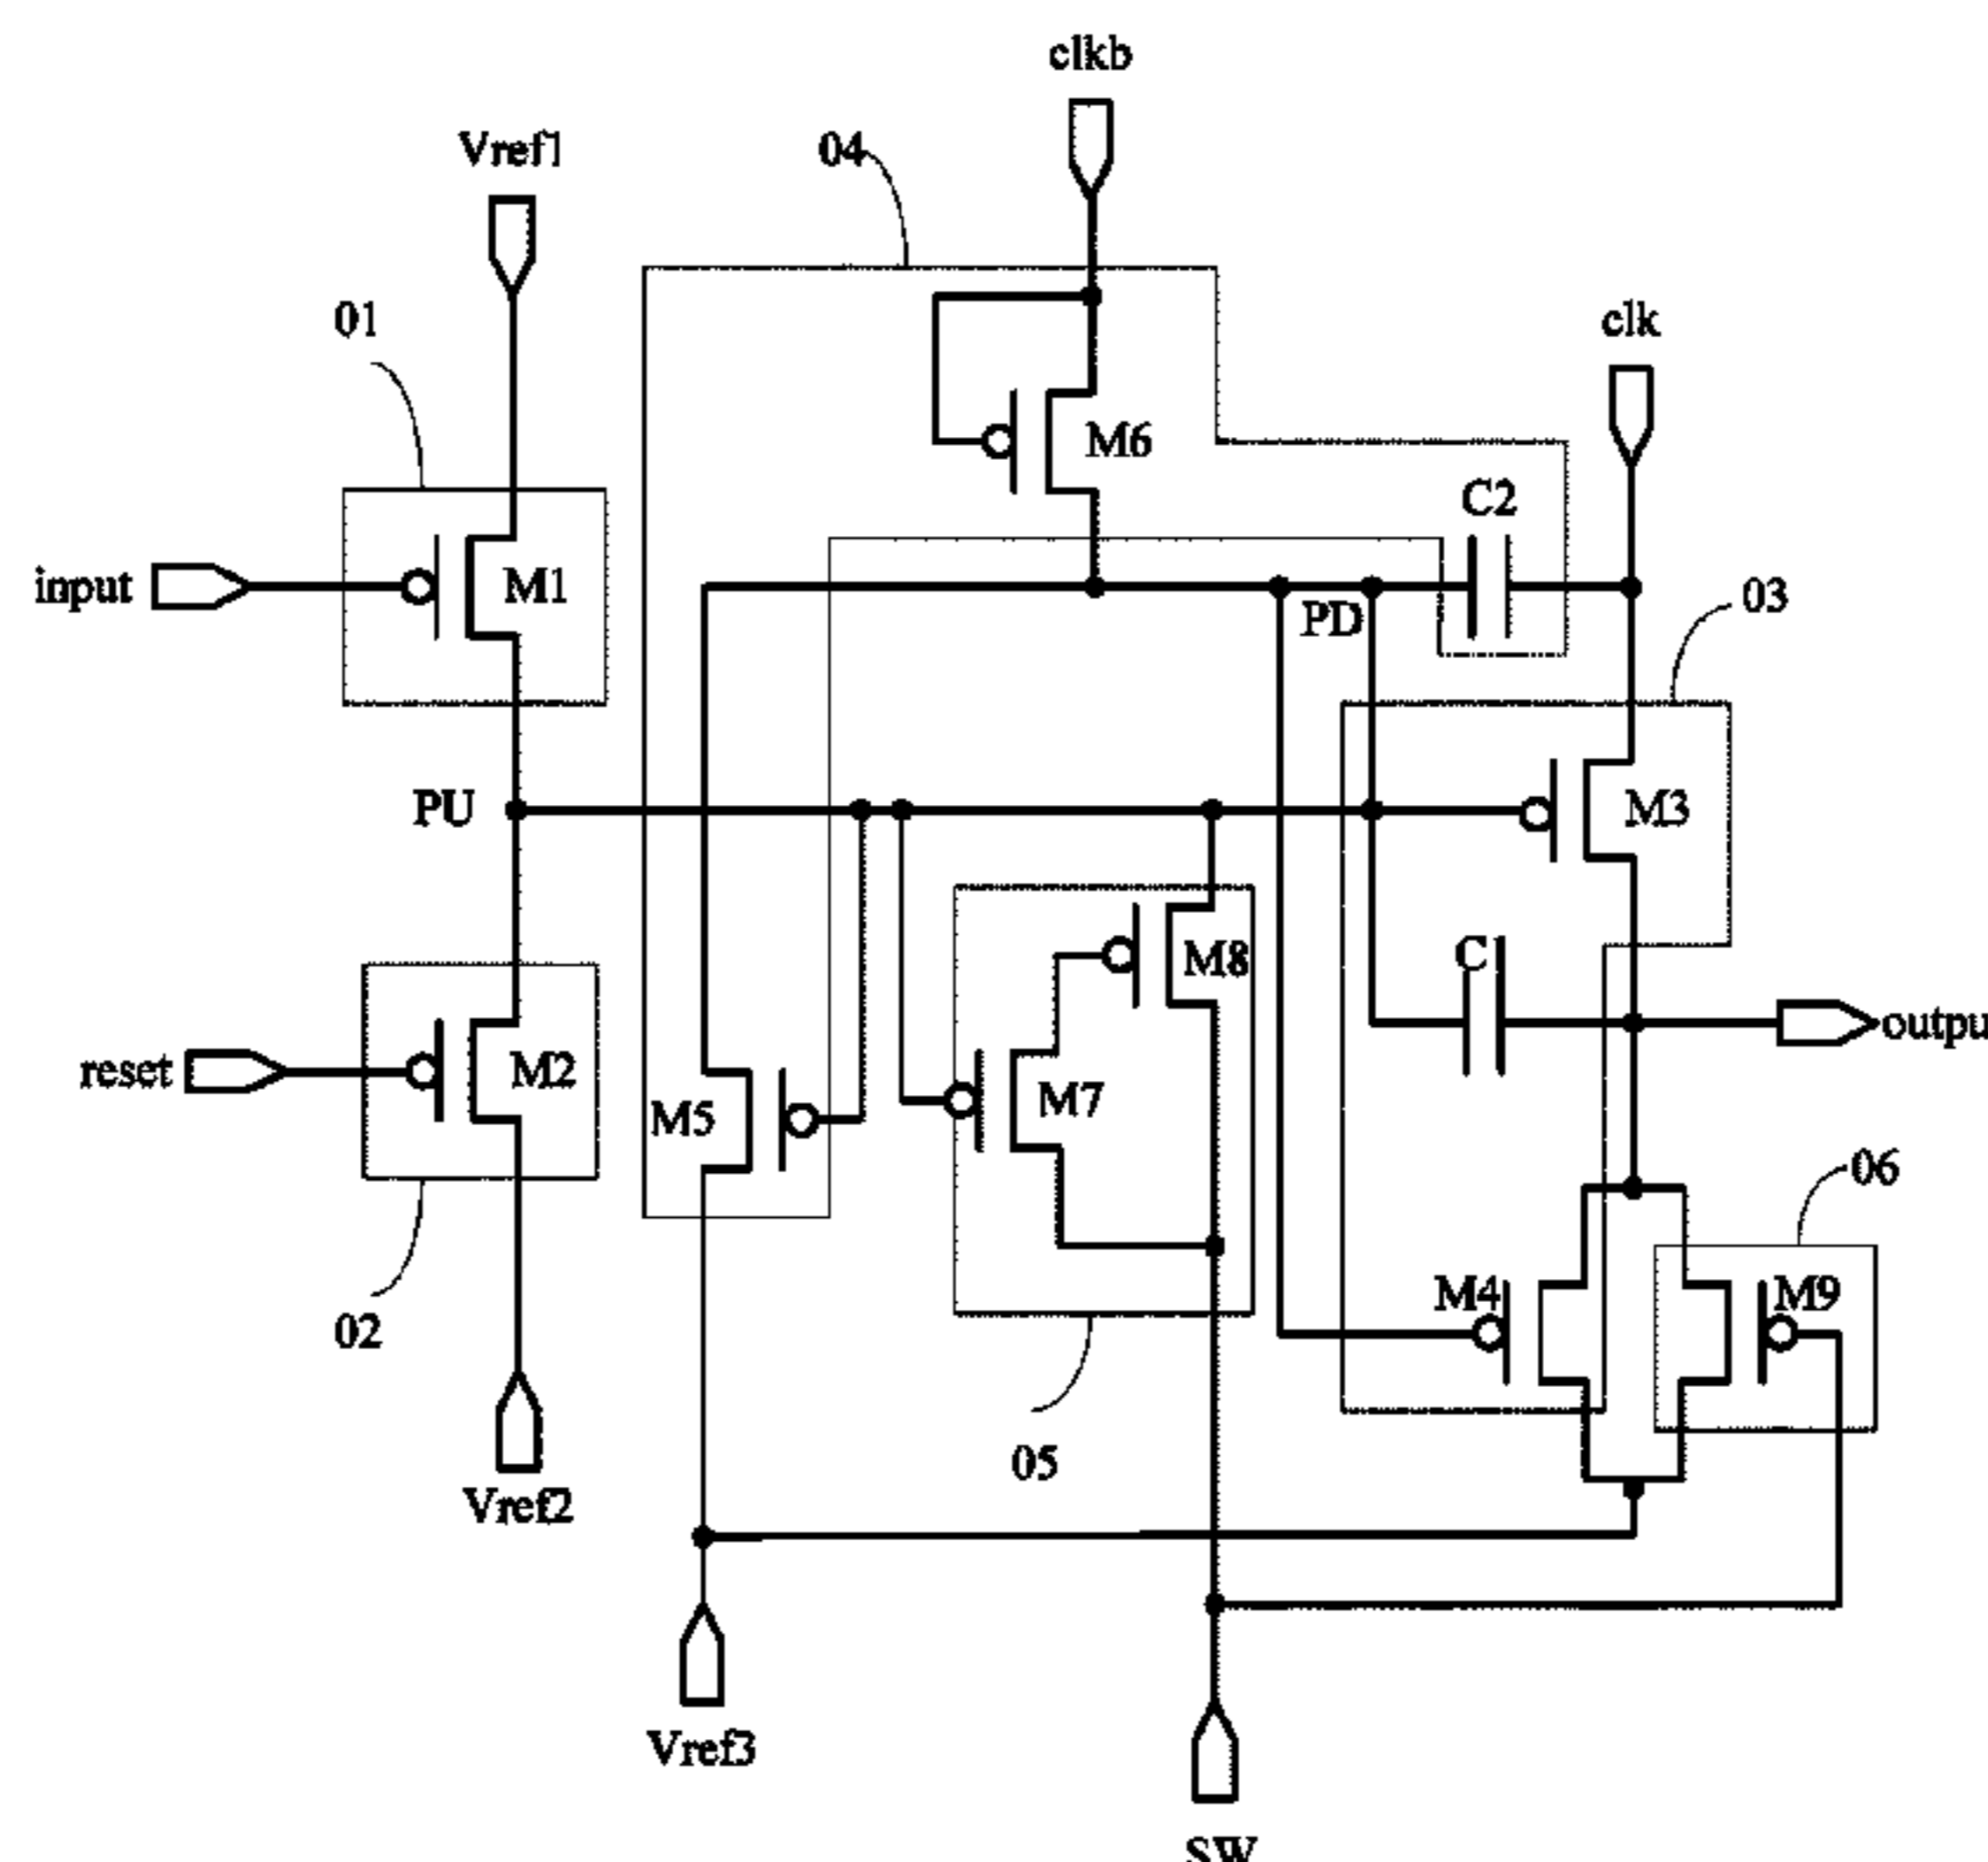 clkb
Vref1
04
01
clk
M6
C2
input
M1
PD
03
PU
M3
C
M8
outpu
reset
M2
M7
M5
06
M4
M9
02
05
Vref2
Vref3
SW